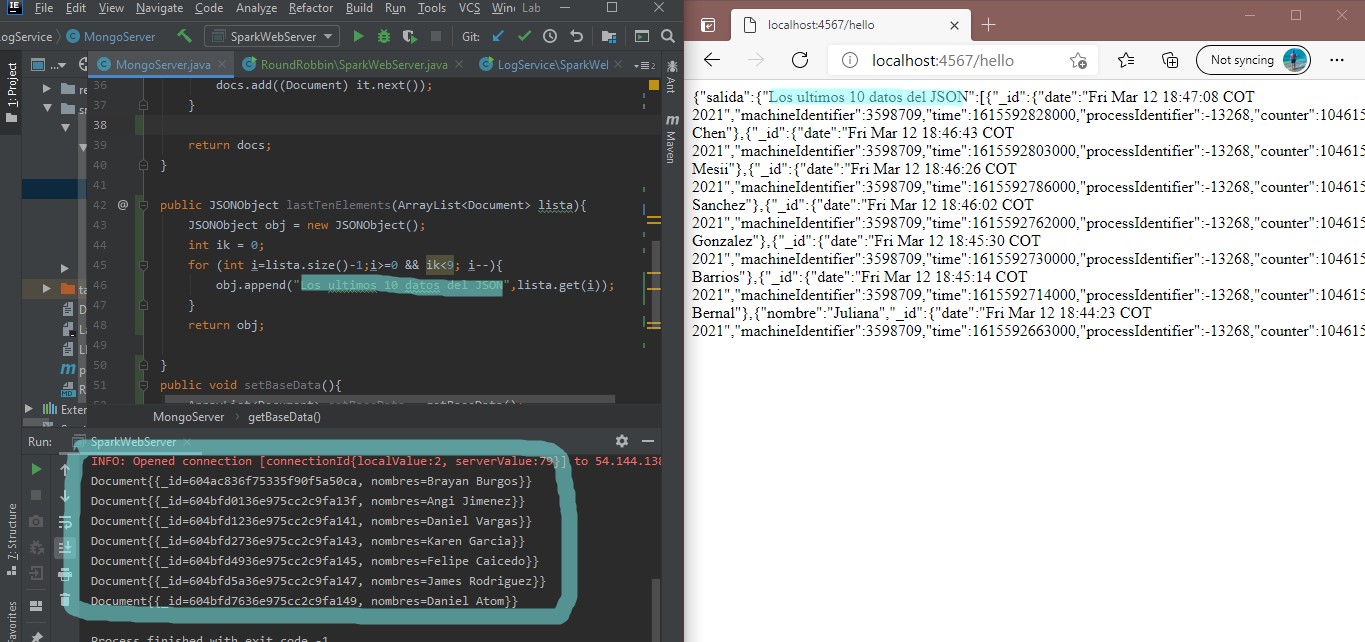 File Edit View Navigate Code Analyze Refactor Build Run Tools VCS Lab
ogService MongoServer SparkWebServer Git:
1: Project
MongoServer.java RoundRobbin\SparkWebServer.java LogService\SparkWel
36 docs.add((Document) it.next());
37 }
38
39 return docs;
40 }
41
42 @ public JSONObject lastTenElements(ArrayList<Document> lista){
43 JSONObject obj = new JSONObject();
44 int ik = 0;
45 for (int i=lista.size()-1;i>=0 && ik<9; i--){
46 obj.append("Los ultimos 10 datos del JSON",lista.get(i));
47 }
48 return obj;
49
50 }
51 public void setBaseData(){
Ant
Maven
MongoServer getBaseData()
Run: SparkWebServer
INFO: Opened connection [connectionId{localValue:2, serverValue:79}] to 54.144.138
Document{{_id=604ac836f75335f90f5a50ca, nombres=Brayan Burgos}}
Document{{_id=604bfd0136e975cc2c9fa13f, nombres=Angi Jimenez}}
Document{{_id=604bfd1236e975cc2c9fa141, nombres=Daniel Vargas}}
Document{{_id=604bfd2736e975cc2c9fa143, nombres=Karen Garcia}}
Document{{_id=604bfd4936e975cc2c9fa145, nombres=Felipe Caicedo}}
Document{{_id=604bfd5a36e975cc2c9fa147, nombres=James Rodriguez}}
Document{{_id=604bfd7636e975cc2c9fa149, nombres=Daniel Atom}}
Process finished with exit code -1
7: Structure
avorites
localhost:4567/hello
localhost:4567/hello
Not syncing
{"salida":{"Los ultimos 10 datos del JSON":[{"_id":{"date":"Fri Mar 12 18:47:08 COT
2021","machineIdentifier":3598709,"time":1615592828000,"processIdentifier":-13268,"counter":104615
Chen"},{"_id":{"date":"Fri Mar 12 18:46:43 COT
2021","machineIdentifier":3598709,"time":1615592803000,"processIdentifier":-13268,"counter":104615
Mesii"},{"_id":{"date":"Fri Mar 12 18:46:26 COT
2021","machineIdentifier":3598709,"time":1615592786000,"processIdentifier":-13268,"counter":104615
Sanchez"},{"_id":{"date":"Fri Mar 12 18:46:02 COT
2021","machineIdentifier":3598709,"time":1615592762000,"processIdentifier":-13268,"counter":104615
Gonzalez"},{"_id":{"date":"Fri Mar 12 18:45:30 COT
2021","machineIdentifier":3598709,"time":1615592730000,"processIdentifier":-13268,"counter":104615
Barrios"},{"_id":{"date":"Fri Mar 12 18:45:14 COT
2021","machineIdentifier":3598709,"time":1615592714000,"processIdentifier":-13268,"counter":104615
Bernal"},{"nombre":"Juliana","_id":{"date":"Fri Mar 12 18:44:23 COT
2021","machineIdentifier":3598709,"time":1615592663000,"processIdentifier":-13268,"counter":104615